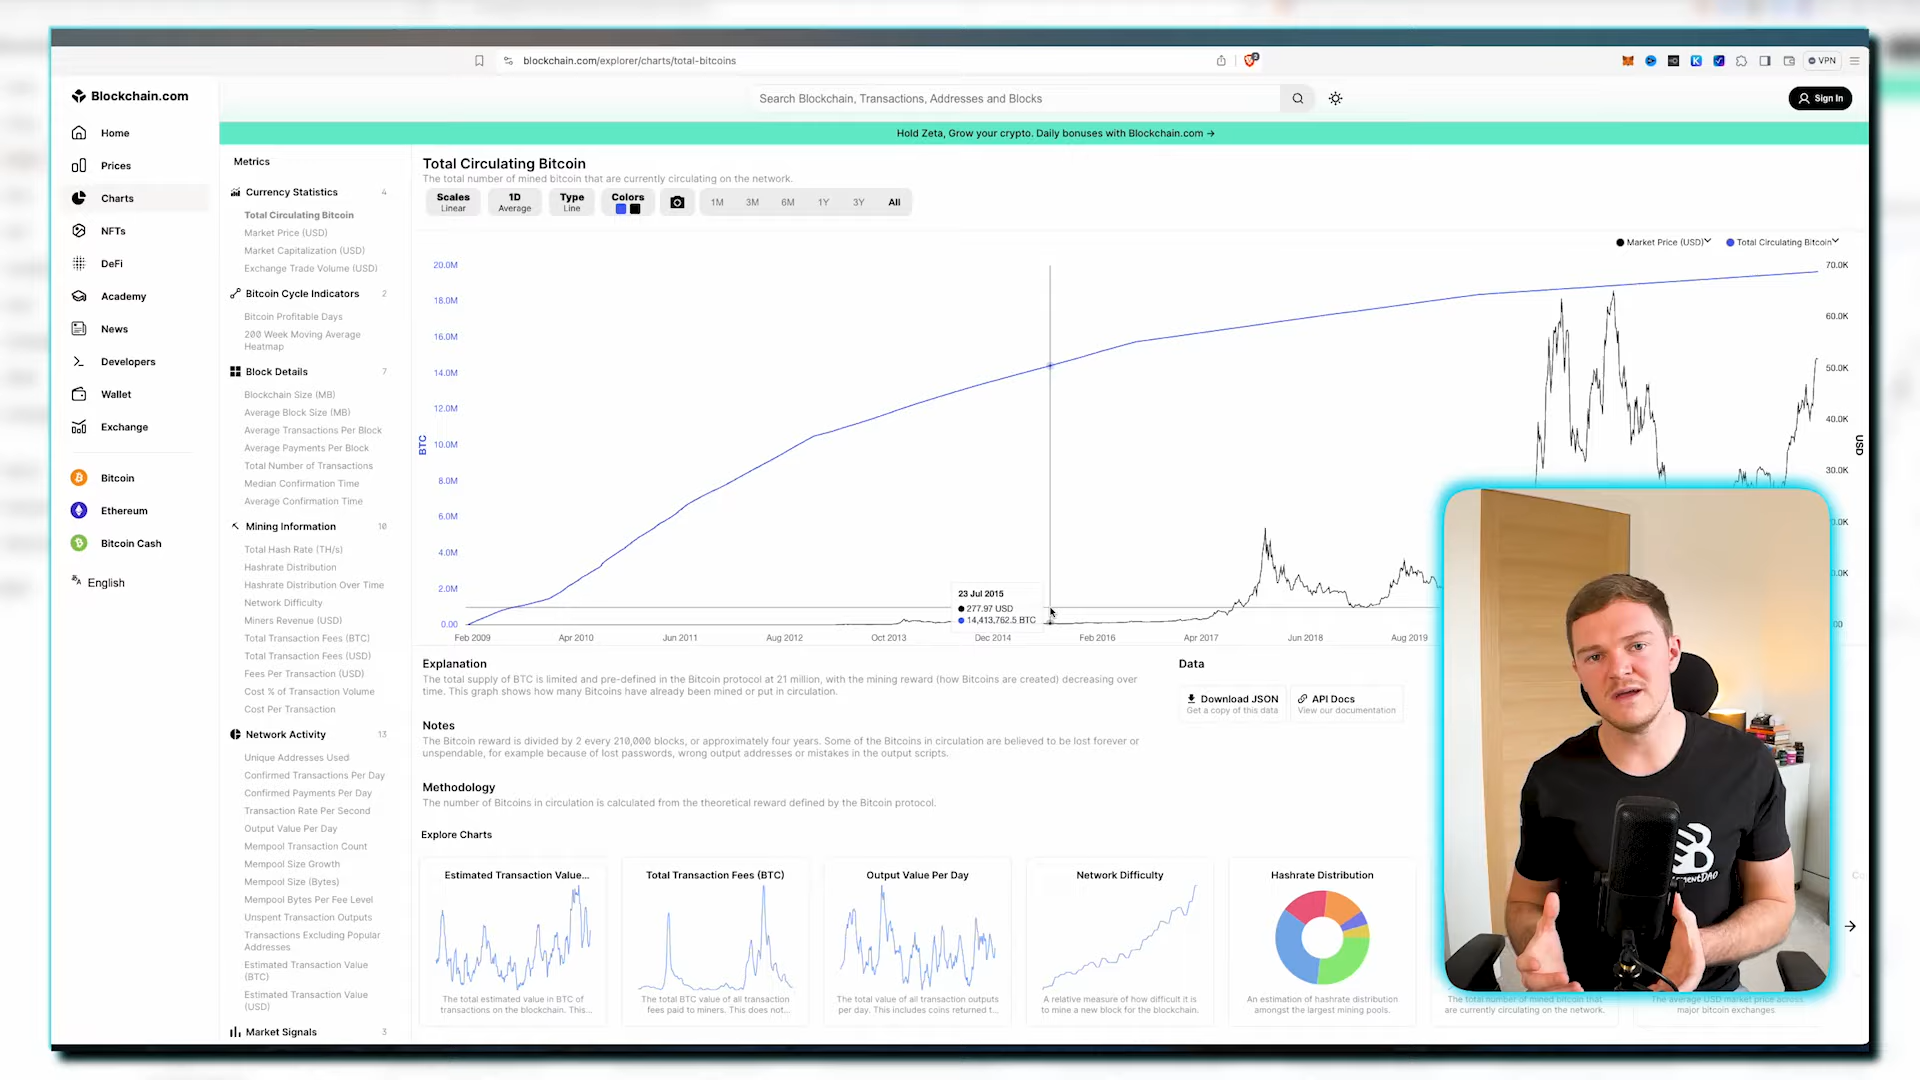 blockchain.com/explorer/charts/total-bitcoins
VPN
Blockchain.com
Search Blockchain, Transactions, Addresses and Blocks
Sign In
Hold Zeta, Grow your crypto. Daily bonuses with Blockchain.com →
Home
Prices
Charts
NFTs
DeFi
Academy
News
Developers
Wallet
Exchange
Bitcoin
Ethereum
Bitcoin Cash
English
Metrics
Currency Statistics 4
Total Circulating Bitcoin
Market Price (USD)
Market Capitalization (USD)
Exchange Trade Volume (USD)
Bitcoin Cycle Indicators 2
Bitcoin Profitable Days
200 Week Moving Average
Heatmap
Block Details 7
Blockchain Size (MB)
Average Block Size (MB)
Average Transactions Per Block
Average Payments Per Block
Total Number of Transactions
Median Confirmation Time
Average Confirmation Time
Mining Information 10
Total Hash Rate (TH/s)
Hashrate Distribution
Hashrate Distribution Over Time
Network Difficulty
Miners Revenue (USD)
Total Transaction Fees (BTC)
Total Transaction Fees (USD)
Fees Per Transaction (USD)
Cost % of Transaction Volume
Cost Per Transaction
Network Activity 13
Unique Addresses Used
Confirmed Transactions Per Day
Confirmed Payments Per Day
Transaction Rate Per Second
Output Value Per Day
Mempool Transaction Count
Mempool Size Growth
Mempool Size (Bytes)
Mempool Bytes Per Fee Level
Unspent Transaction Outputs
Transactions Excluding Popular
Addresses
Estimated Transaction Value
(BTC)
Estimated Transaction Value
(USD)
Market Signals 3
Total Circulating Bitcoin
The total number of mined bitcoin that are currently circulating on the network.
Scales
Linear
1D
Average
Type
Line
Colors
1M 3M 6M 1Y 3Y All
Market Price (USD) Total Circulating Bitcoin
20.0M
18.0M
16.0M
14.0M
12.0M
10.0M
8.0M
6.0M
4.0M
2.0M
0.00
BTC
70.0K
60.0K
50.0K
40.0K
30.0K
USD
23 Jul 2015
277.97 USD
14,413,762.5 BTC
Feb 2009 Apr 2010 Jun 2011 Aug 2012 Oct 2013 Dec 2014 Feb 2016 Apr 2017 Jun 2018 Aug 2019
Explanation
The total supply of BTC is limited and pre-defined in the Bitcoin protocol at 21 million, with the mining reward (how Bitcoins are created) decreasing over
time. This graph shows how many Bitcoins have already been mined or put in circulation.
Notes
The Bitcoin reward is divided by 2 every 210,000 blocks, or approximately four years. Some of the Bitcoins in circulation are believed to be lost forever or
unspendable, for example because of lost passwords, wrong output addresses or mistakes in the output scripts.
Methodology
The number of Bitcoins in circulation is calculated from the theoretical reward defined by the Bitcoin protocol.
Data
Download JSON
Get a copy of this data
API Docs
View our documentation
Explore Charts
Estimated Transaction Value...
The total estimated value in BTC of
transactions on the blockchain. This...
Total Transaction Fees (BTC)
The total BTC value of all transaction
fees paid to miners. This does not...
Output Value Per Day
The total value of all transaction outputs
per day. This includes coins returned t...
Network Difficulty
A relative measure of how difficult it is
to mine a new block for the blockchain.
Hashrate Distribution
An estimation of hashrate distribution
amongst the largest mining pools.
The total number of mined bitcoin that
are currently circulating on the network.
The average USD market price across
major bitcoin exchanges